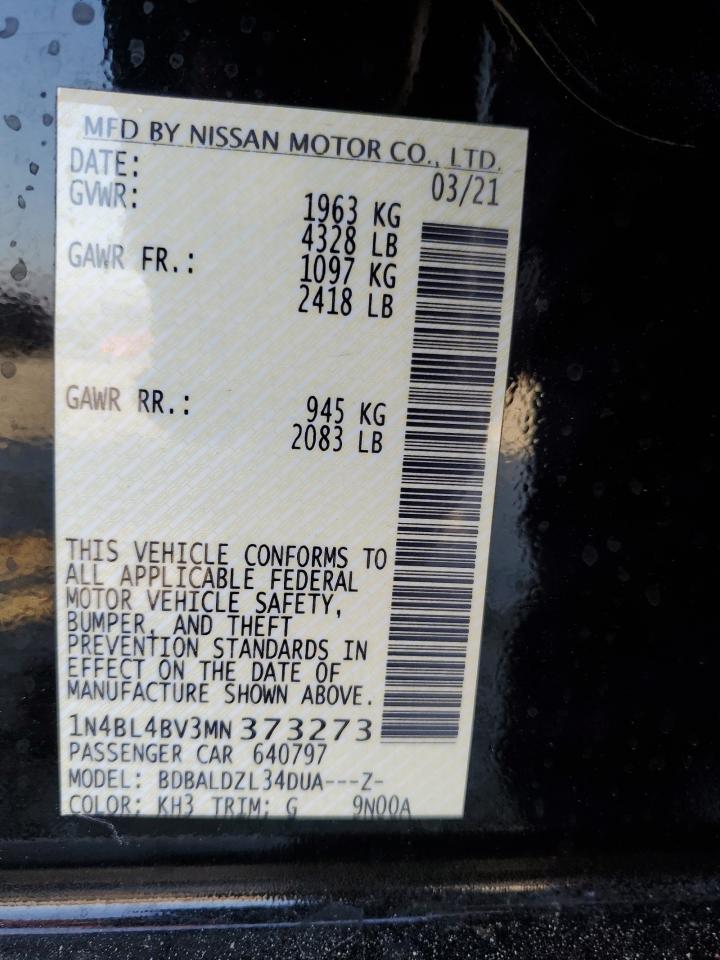 MFD BY NISSAN MOTOR CO., LTD.
DATE: 03/21
GVWR: 1963 KG
4328 LB
GAWR FR.: 1097 KG
2418 LB
GAWR RR.: 945 KG
2083 LB
THIS VEHICLE CONFORMS TO
ALL APPLICABLE FEDERAL
MOTOR VEHICLE SAFETY,
BUMPER, AND THEFT
PREVENTION STANDARDS IN
EFFECT ON THE DATE OF
MANUFACTURE SHOWN ABOVE.
1N4BL4BV3MN373273
PASSENGER CAR 640797
MODEL: BDBALDZL34DUA---Z-
COLOR: KH3 TRIM: G 9N00A